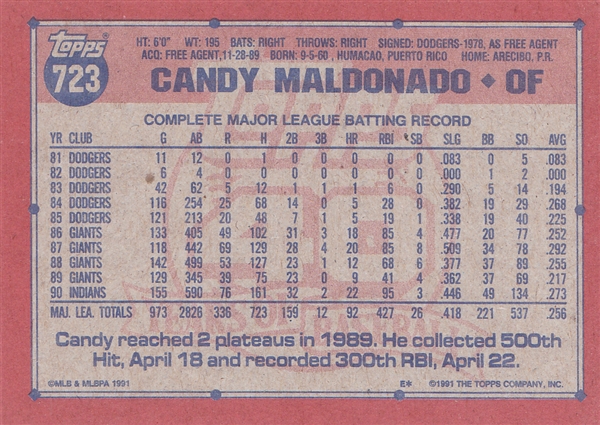 topps
723
HT: 6'0" WT: 195 BATS: RIGHT THROWS: RIGHT SIGNED: DODGERS-1978, AS FREE AGENT
ACQ: FREE AGENT, 11-28-89 BORN: 9-5-60, HUMACAO, PUERTO RICO HOME: ARECIBO, P.R.
CANDY MALDONADO ◆ OF
COMPLETE MAJOR LEAGUE BATTING RECORD
YR CLUB G AB R H 2B 3B HR RBI SB SLG BB SO AVG
81 DODGERS 11 12 0 1 0 0 0 0 0 .083 0 5 .083
82 DODGERS 6 4 0 0 0 0 0 0 0 .000 1 2 .000
83 DODGERS 42 62 5 12 1 1 1 6 0 .290 5 14 .194
84 DODGERS 116 254 25 68 14 0 5 28 0 .382 19 29 .268
85 DODGERS 121 213 20 48 7 1 5 19 1 .338 19 40 .225
86 GIANTS 133 405 49 102 31 3 18 85 4 .477 20 77 .252
87 GIANTS 118 442 69 129 28 4 20 85 8 .509 34 78 .292
88 GIANTS 142 499 53 127 23 1 12 68 6 .377 37 89 .255
89 GIANTS 129 345 39 75 23 0 9 41 4 .362 37 69 .217
90 INDIANS 155 590 76 161 32 2 22 95 3 .446 49 134 .273
MAJ. LEA. TOTALS 973 2826 336 723 159 12 92 427 26 .418 221 537 .256
Candy reached 2 plateaus in 1989. He collected 500th
Hit, April 18 and recorded 300th RBI, April 22.
©MLB & MLBPA 1991 E* ©1991 THE TOPPS COMPANY, INC.